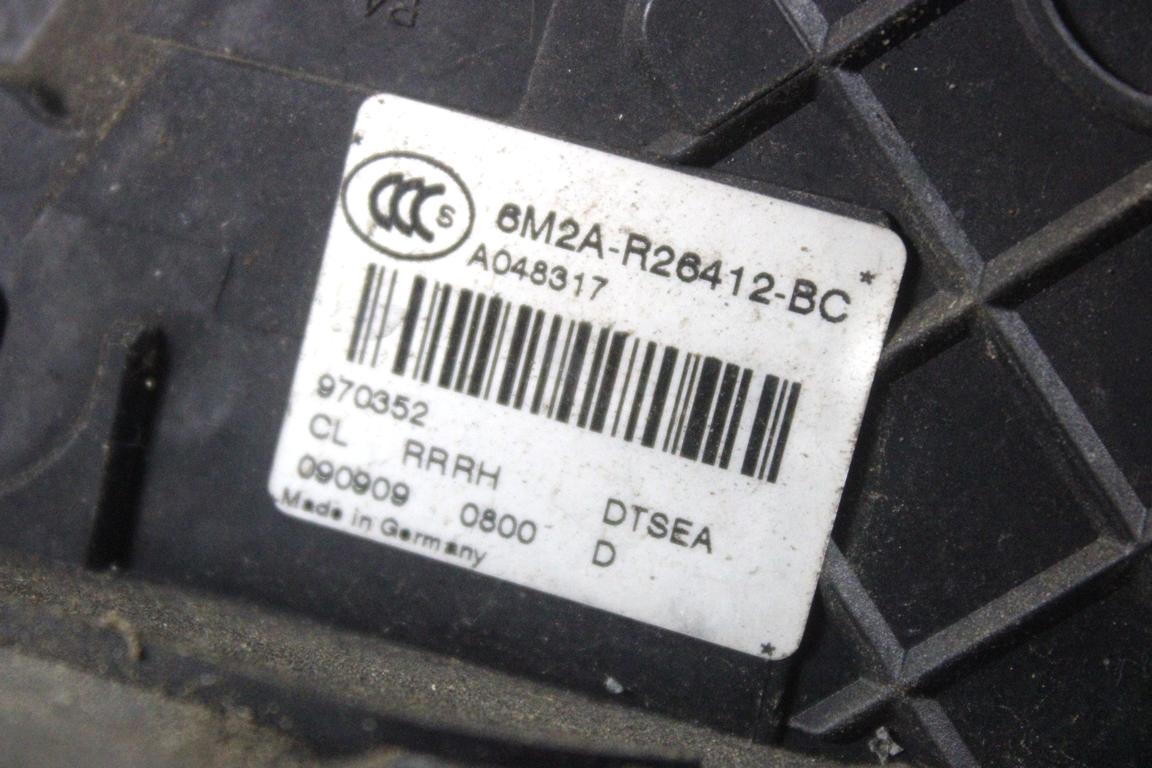 CCC S
6M2A-R26412-BC
A048317
970352
CL RRRH DTSEA
090909 0800 D
Made in Germany